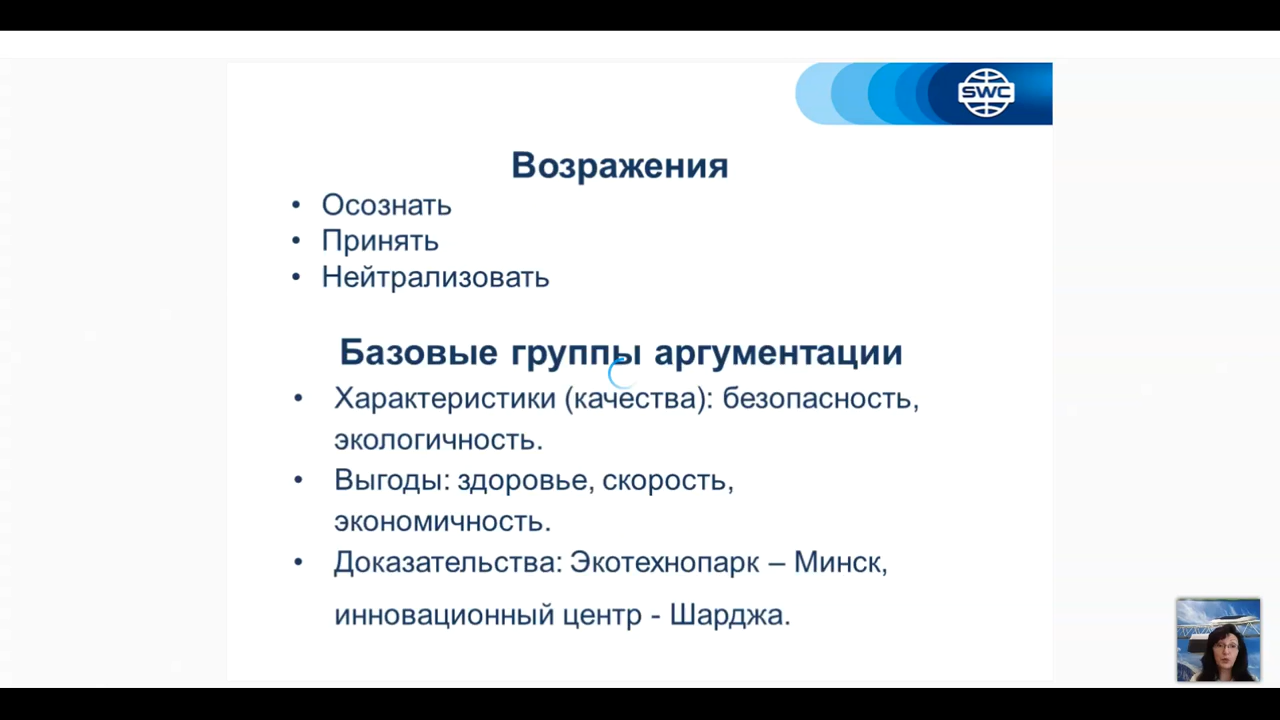 SWC
Возражения
• Осознать
• Принять
• Нейтрализовать
Базовые группы аргументации
• Характеристики (качества): безопасность,
экологичность.
• Выгоды: здоровье, скорость,
экономичность.
• Доказательства: Экотехнопарк – Минск,
инновационный центр - Шарджа.